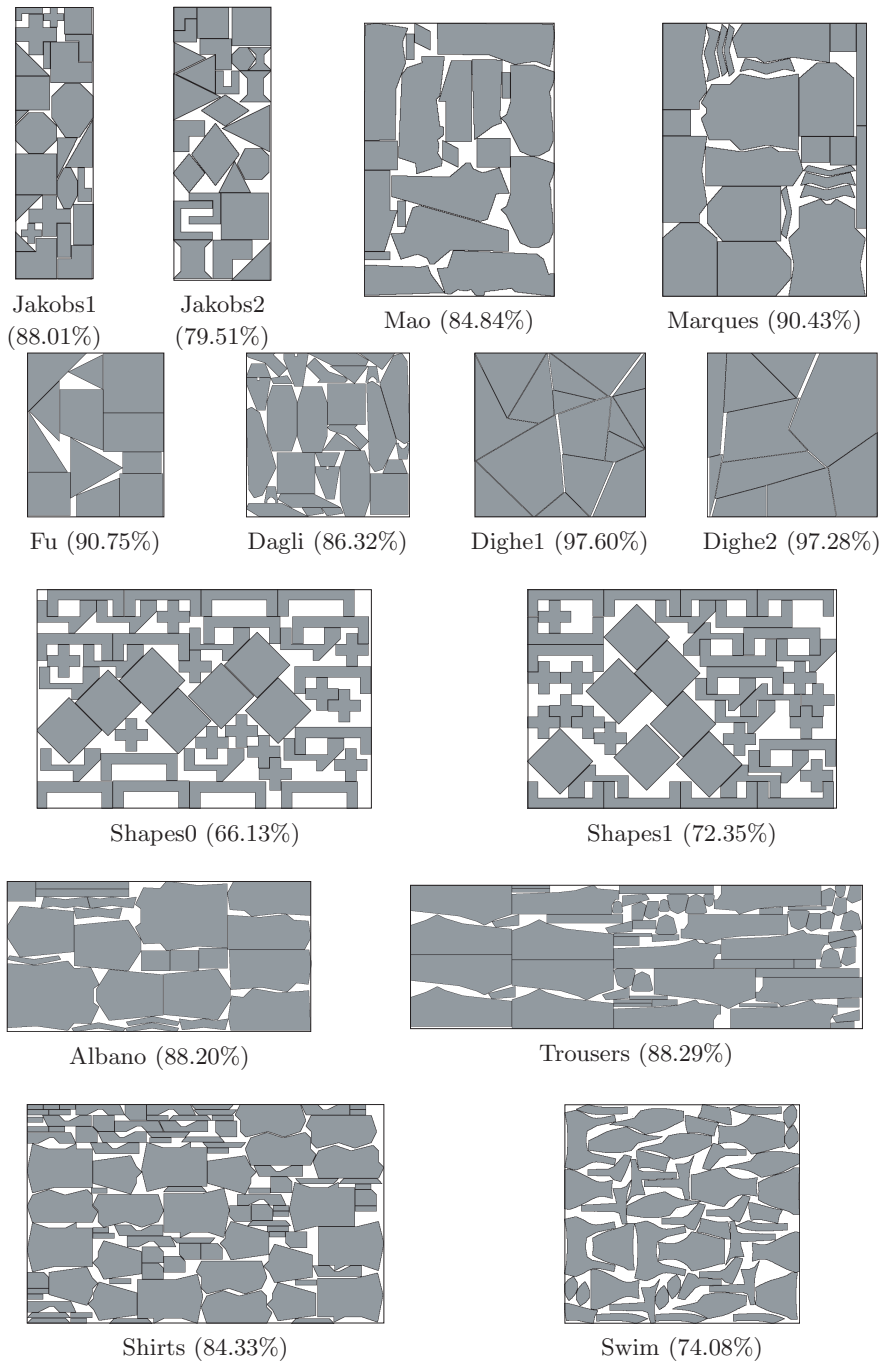 Jakobs1
(88.01%)
Jakobs2
(79.51%)
Mao (84.84%)
Marques (90.43%)
Fu (90.75%)
Dagli (86.32%)
Dighe1 (97.60%)
Dighe2 (97.28%)
Shapes0 (66.13%)
Shapes1 (72.35%)
Albano (88.20%)
Trousers (88.29%)
Shirts (84.33%)
Swim (74.08%)